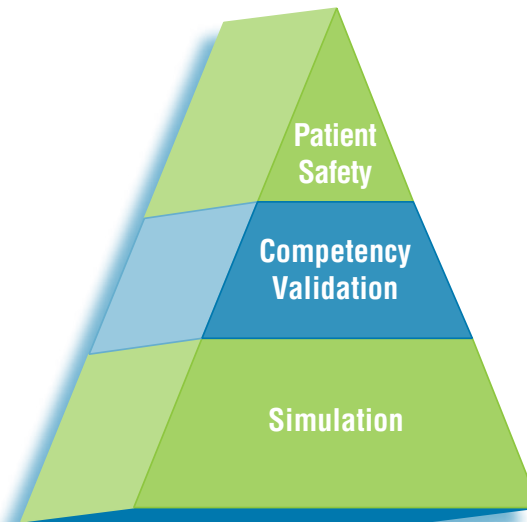 Patient
Safety
Competency
Validation
Simulation